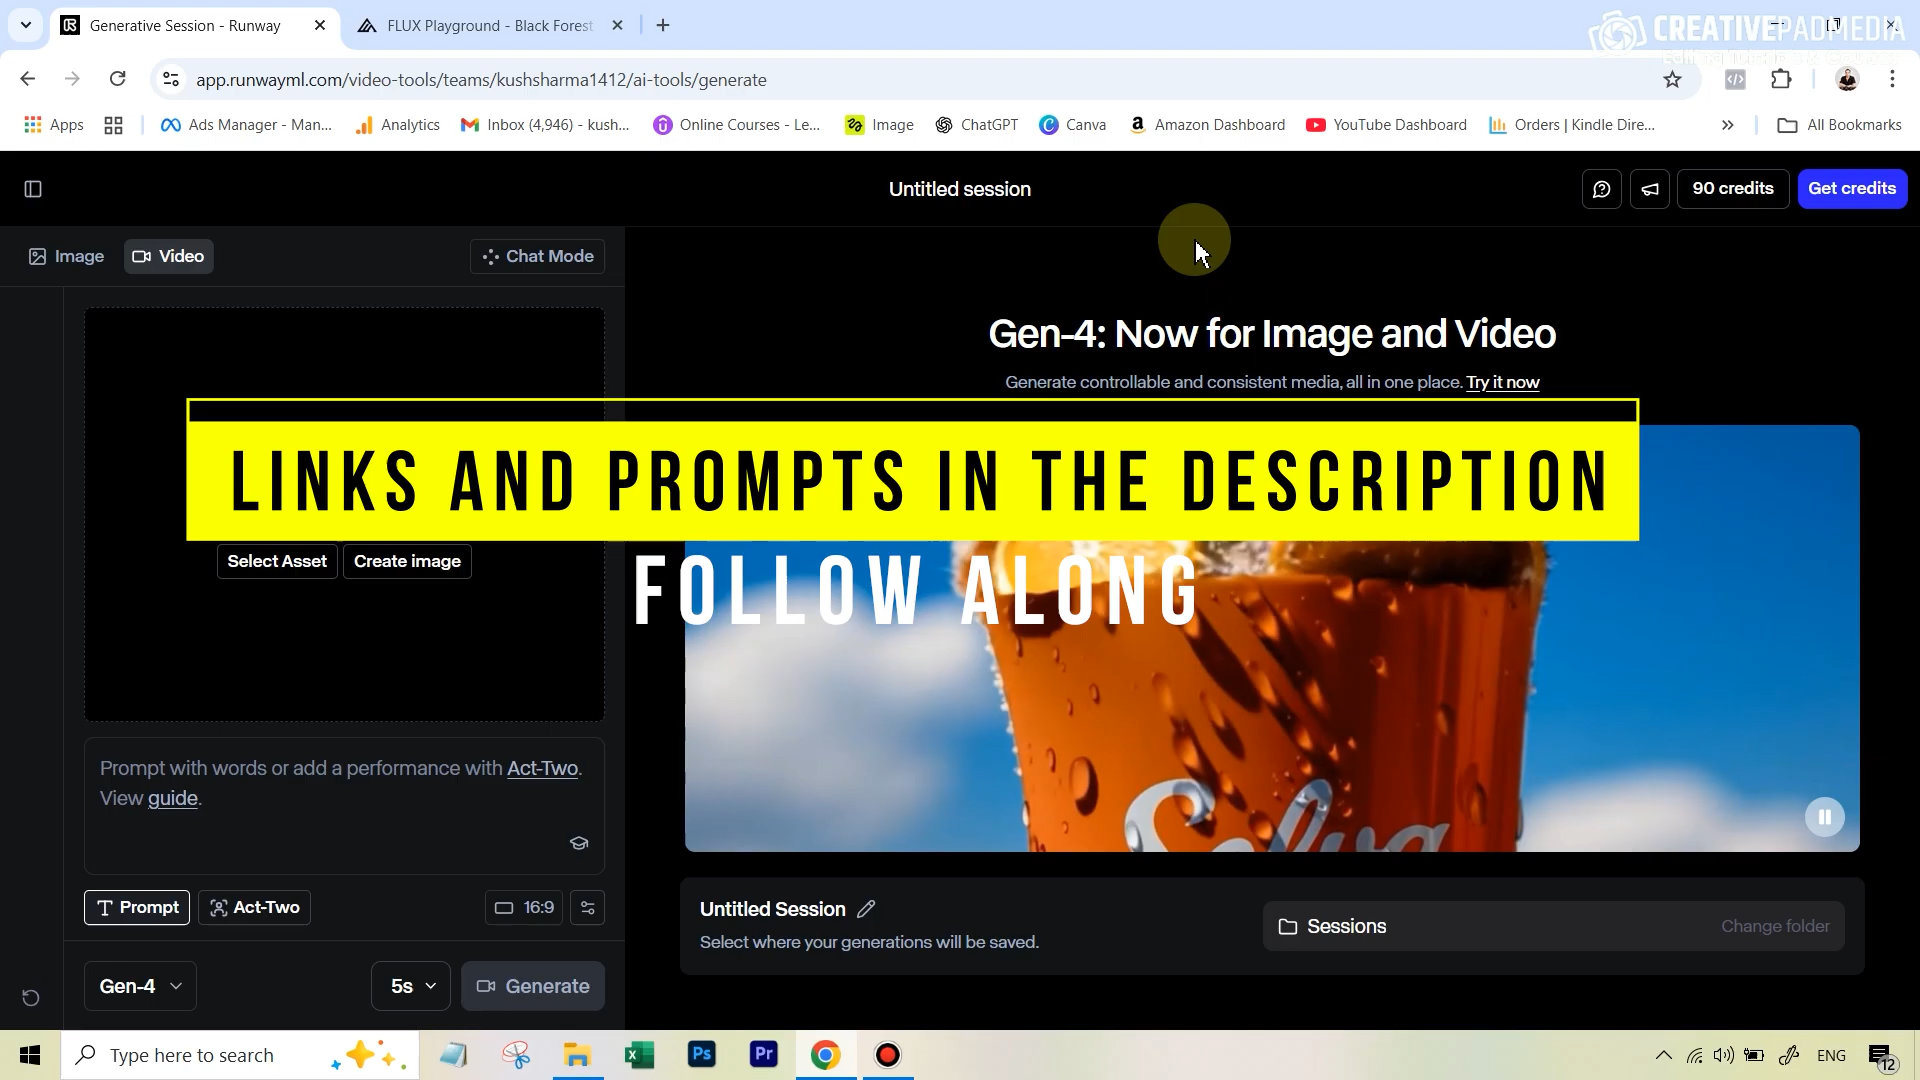 Generative Session - Runway
FLUX Playground - Black Forest
CREATIVEPADMEDIA
app.runwayml.com/video-tools/teams/kushsharma1412/ai-tools/generate
Apps
Ads Manager - Man...
Analytics
Inbox (4,946) - kush...
Online Courses - Le...
Image
ChatGPT
Canva
Amazon Dashboard
YouTube Dashboard
Orders | Kindle Dire...
All Bookmarks
Untitled session
90 credits
Get credits
Image
Video
Chat Mode
Gen-4: Now for Image and Video
Generate controllable and consistent media, all in one place. Try it now
LINKS AND PROMPTS IN THE DESCRIPTION
FOLLOW ALONG
Select Asset
Create image
Prompt with words or add a performance with Act-Two.
View guide.
Prompt
Act-Two
16:9
Untitled Session
Select where your generations will be saved.
Sessions
Change folder
Gen-4
5s
Generate
Type here to search
Ps
Pr
ENG
12